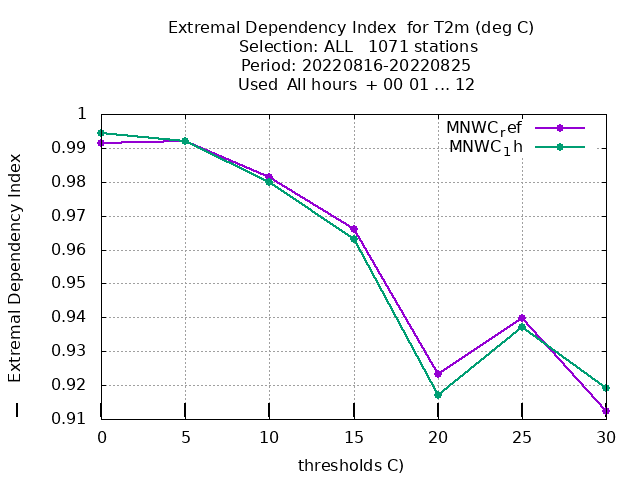 Extremal Dependency Index  for T2m (deg C)
Selection: ALL   1071 stations
Period: 20220816-20220825
Used  All hours  + 00 01 ... 12
MNWC_ref
MNWC_1h
1
0.99
0.98
0.97
0.96
0.95
0.94
0.93
0.92
0.91
Extremal Dependency Index
0 5 10 15 20 25 30
thresholds C)